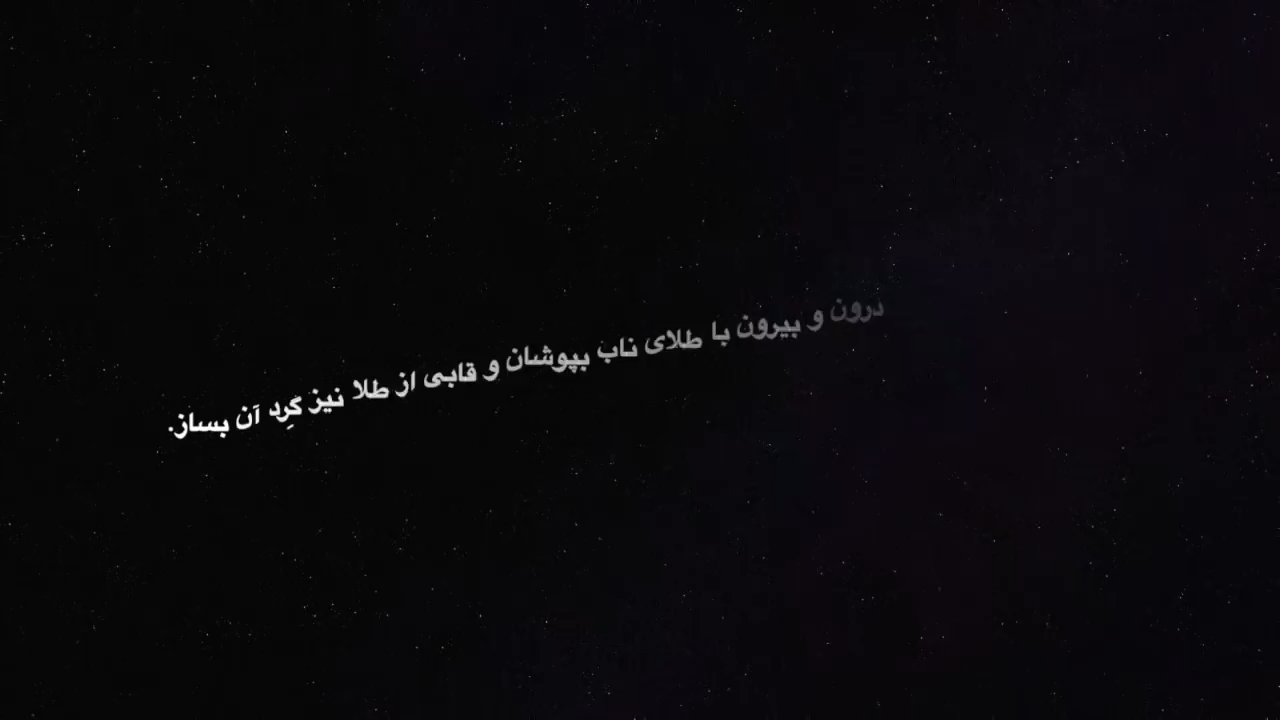 درون و بیرون با طلای ناب بپوشان و قابی از طلا نیز گِرد آن بساز.